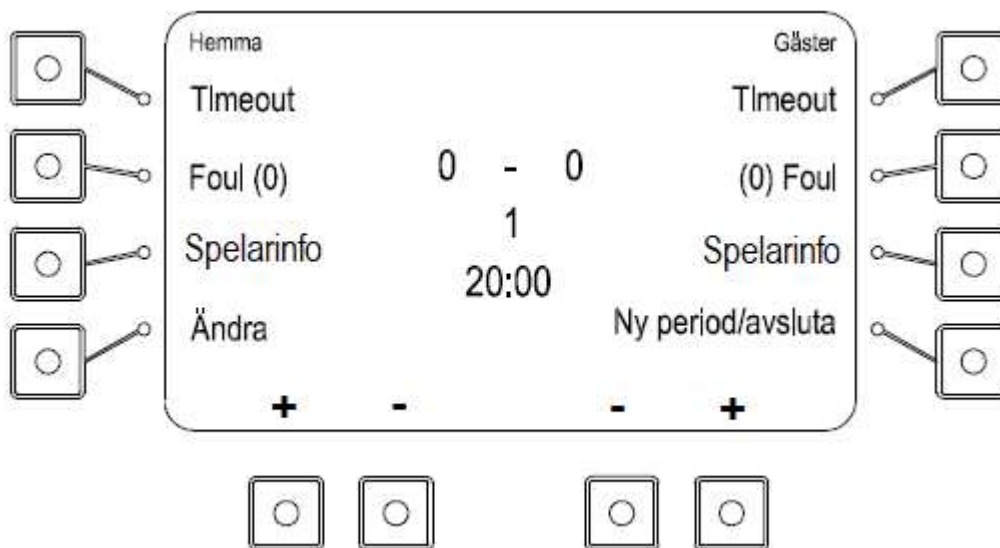 Hemma Gäster
TImeout TImeout
Foul (0) 0 - 0 (0) Foul
1
Spelarinfo Spelarinfo
20:00
Ändra Ny period/avsluta
+ - - +